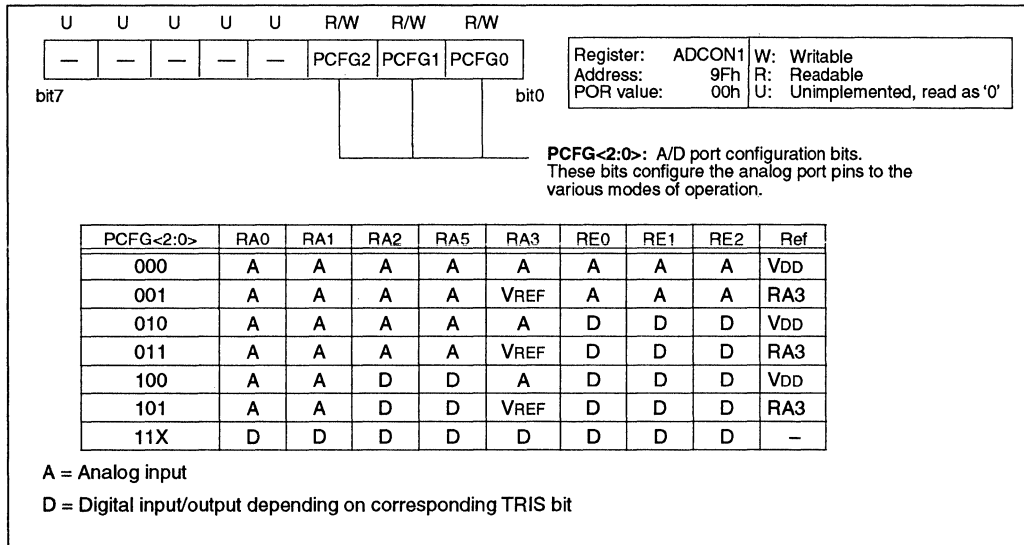 U U U U U R/W R/W R/W
— — — — — PCFG2 PCFG1 PCFG0
bit7 bit0
Register: ADCON1 W: Writable
Address: 9Fh R: Readable
POR value: 00h U: Unimplemented, read as '0'
PCFG<2:0>: A/D port configuration bits.
These bits configure the analog port pins to the
various modes of operation.
PCFG<2:0> RA0 RA1 RA2 RA5 RA3 RE0 RE1 RE2 Ref
000 A A A A A A A A VDD
001 A A A A VREF A A A RA3
010 A A A A A D D D VDD
011 A A A A VREF D D D RA3
100 A A D D A D D D VDD
101 A A D D VREF D D D RA3
11X D D D D D D D D –
A = Analog input
D = Digital input/output depending on corresponding TRIS bit